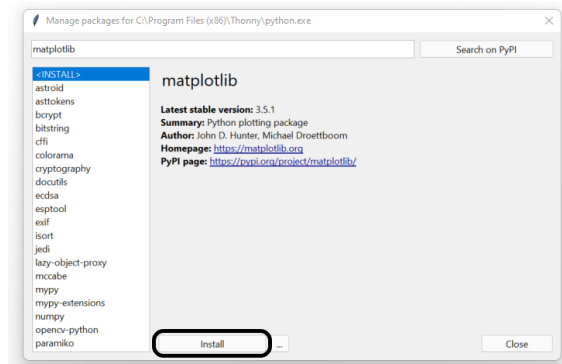 Manage packages for C:\Program Files (x86)\Thonny\python.exe
matplotlib
Search on PyPI
<INSTALL>
astroid
asttokens
bcrypt
bitstring
cffi
colorama
cryptography
docutils
ecdsa
esptool
exif
isort
jedi
lazy-object-proxy
mccabe
mypy
mypy-extensions
numpy
opencv-python
paramiko
matplotlib
Latest stable version: 3.5.1
Summary: Python plotting package
Author: John D. Hunter, Michael Droettboom
Homepage: https://matplotlib.org
PyPI page: https://pypi.org/project/matplotlib/
Install
...
Close